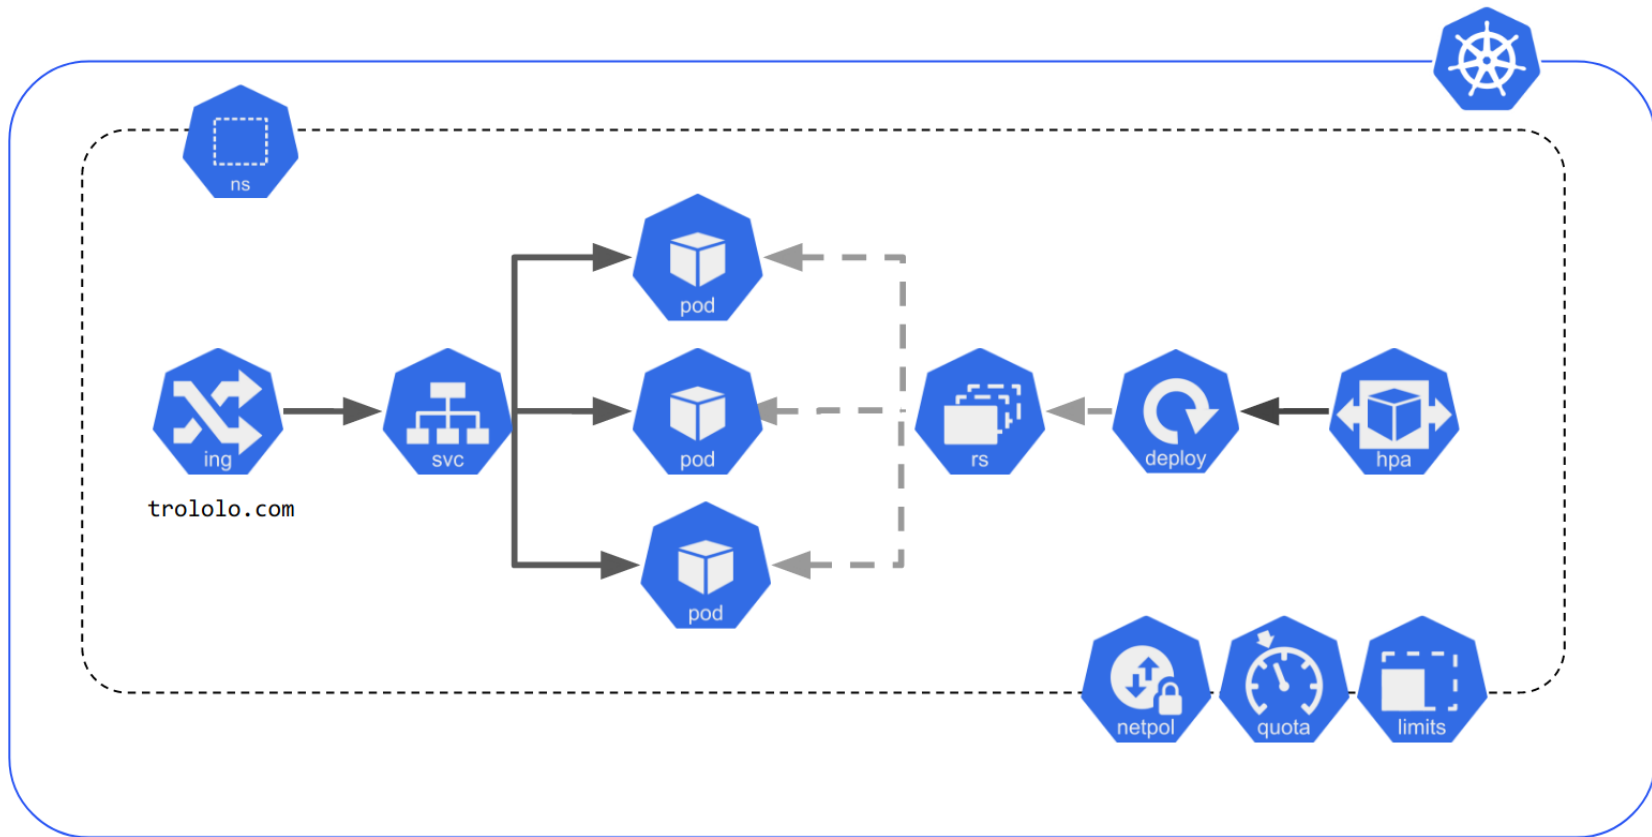 ns
pod
ing
svc
pod
rs
deploy
hpa
trololo.com
pod
netpol
quota
limits